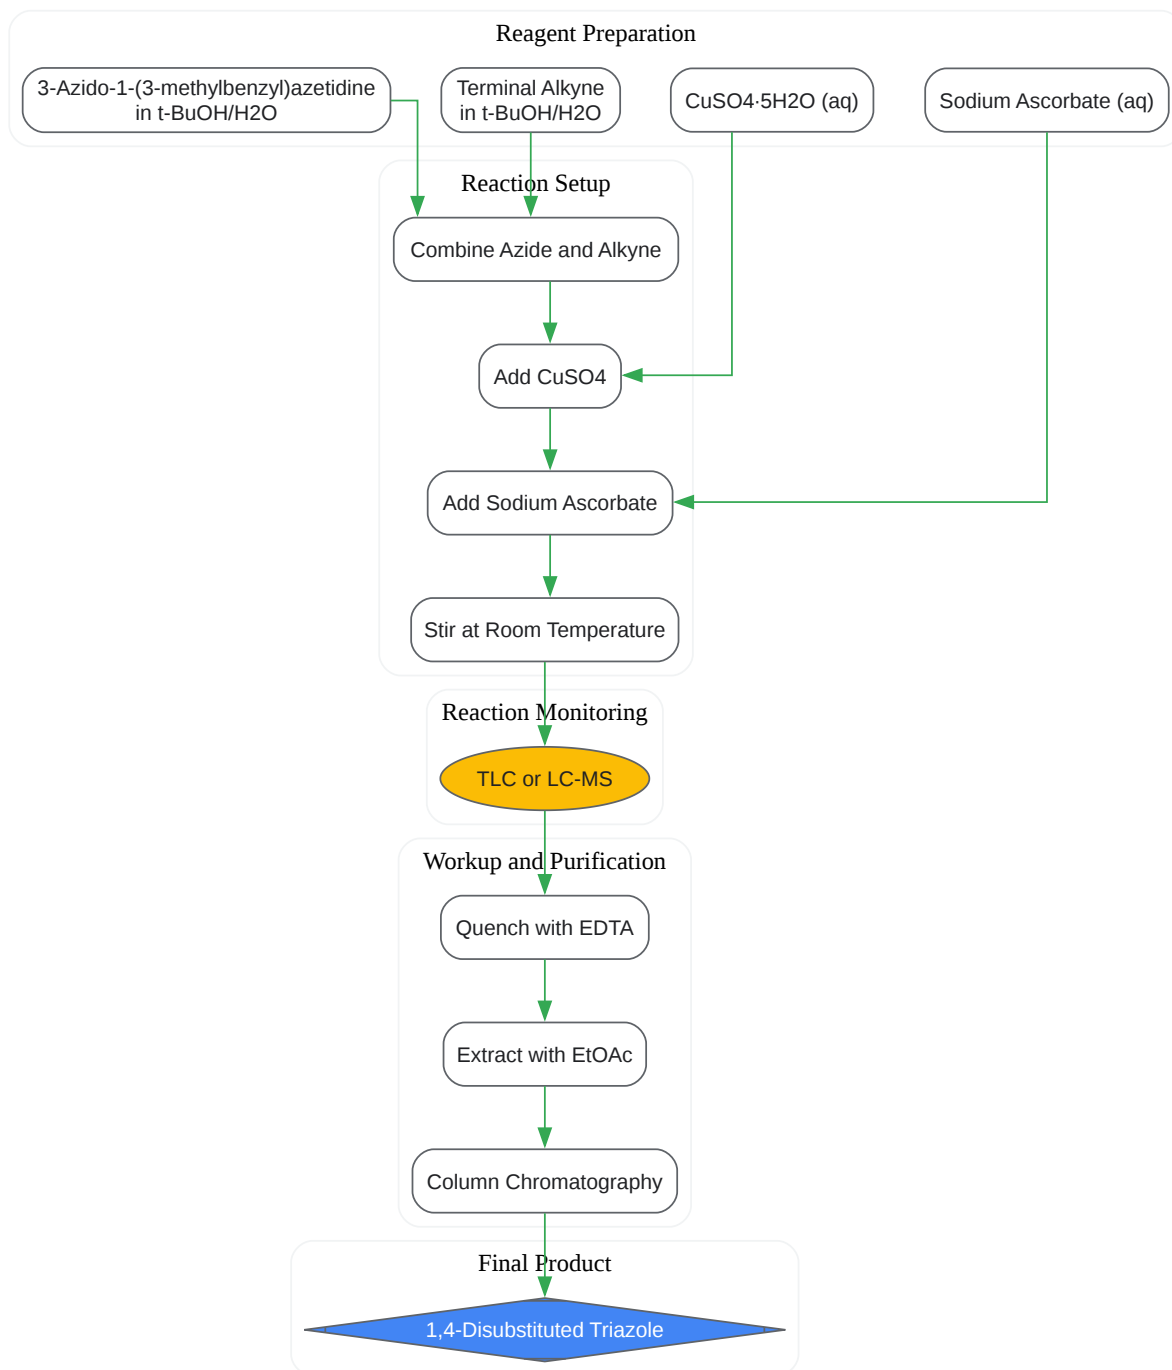 Reagent Preparation
3-Azido-1-(3-methylbenzyl)azetidine
in t-BuOH/H2O
Terminal Alkyne
in t-BuOH/H2O
CuSO4·5H2O (aq)
Sodium Ascorbate (aq)
Reaction Setup
Combine Azide and Alkyne
Add CuSO4
Add Sodium Ascorbate
Stir at Room Temperature
Reaction Monitoring
TLC or LC-MS
Workup and Purification
Quench with EDTA
Extract with EtOAc
Column Chromatography
Final Product
1,4-Disubstituted Triazole